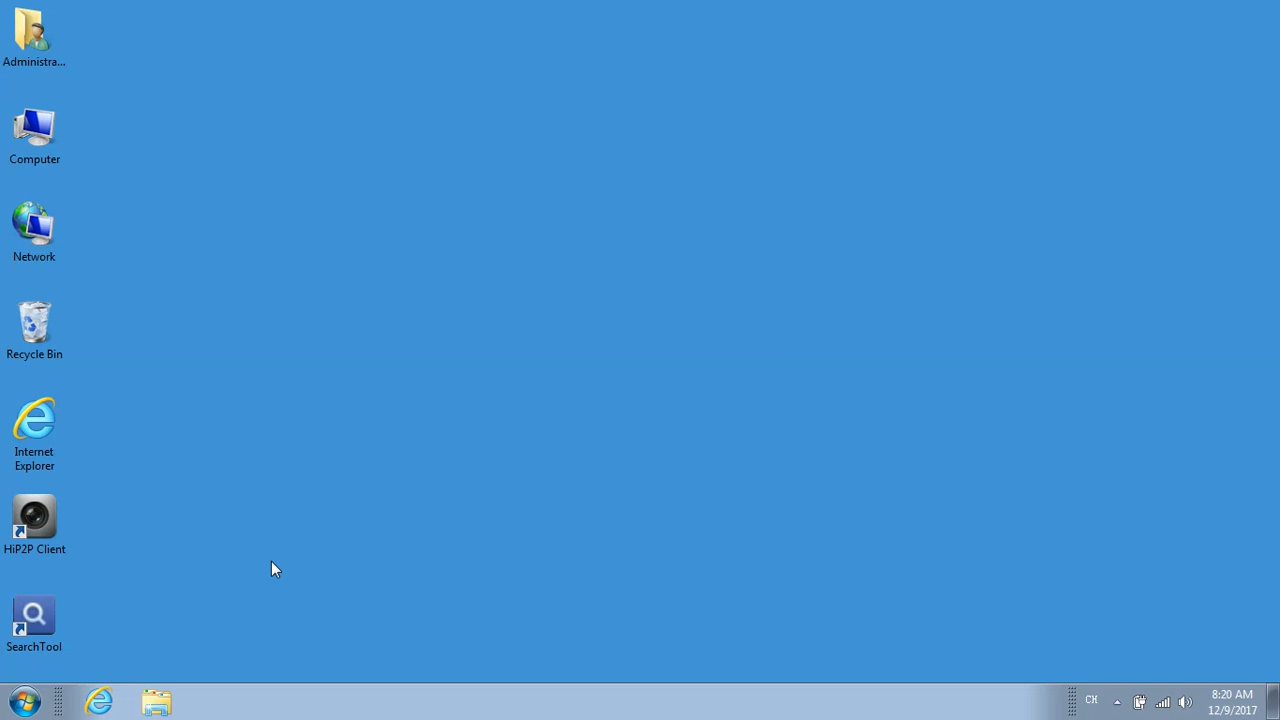 Administra...
Computer
Network
Recycle Bin
Internet
Explorer
HiP2P Client
SearchTool
CH
8:20 AM
12/9/2017